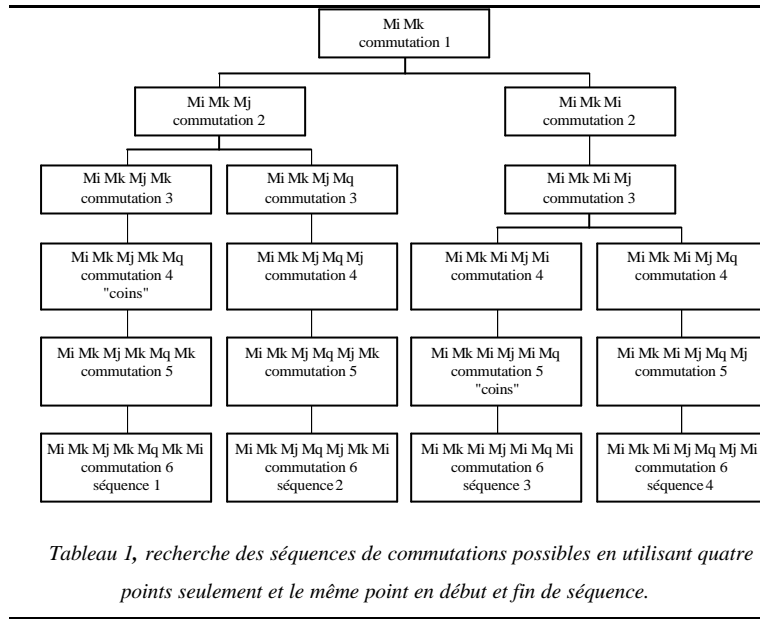 Mi Mk
commutation 1
Mi Mk Mj
commutation 2
Mi Mk Mi
commutation 2
Mi Mk Mj Mk
commutation 3
Mi Mk Mj Mq
commutation 3
Mi Mk Mi Mj
commutation 3
Mi Mk Mj Mk Mq
commutation 4
"coins"
Mi Mk Mj Mq Mj
commutation 4
Mi Mk Mi Mj Mi
commutation 4
Mi Mk Mi Mj Mq
commutation 4
Mi Mk Mj Mk Mq Mk
commutation 5
Mi Mk Mj Mq Mj Mk
commutation 5
Mi Mk Mi Mj Mi Mq
commutation 5
"coins"
Mi Mk Mi Mj Mq Mj
commutation 5
Mi Mk Mj Mk Mq Mk Mi
commutation 6
séquence 1
Mi Mk Mj Mq Mj Mk Mi
commutation 6
séquence 2
Mi Mk Mi Mj Mi Mq Mi
commutation 6
séquence 3
Mi Mk Mi Mj Mq Mj Mi
commutation 6
séquence 4
Tableau 1, recherche des séquences de commutations possibles en utilisant quatre
points seulement et le même point en début et fin de séquence.